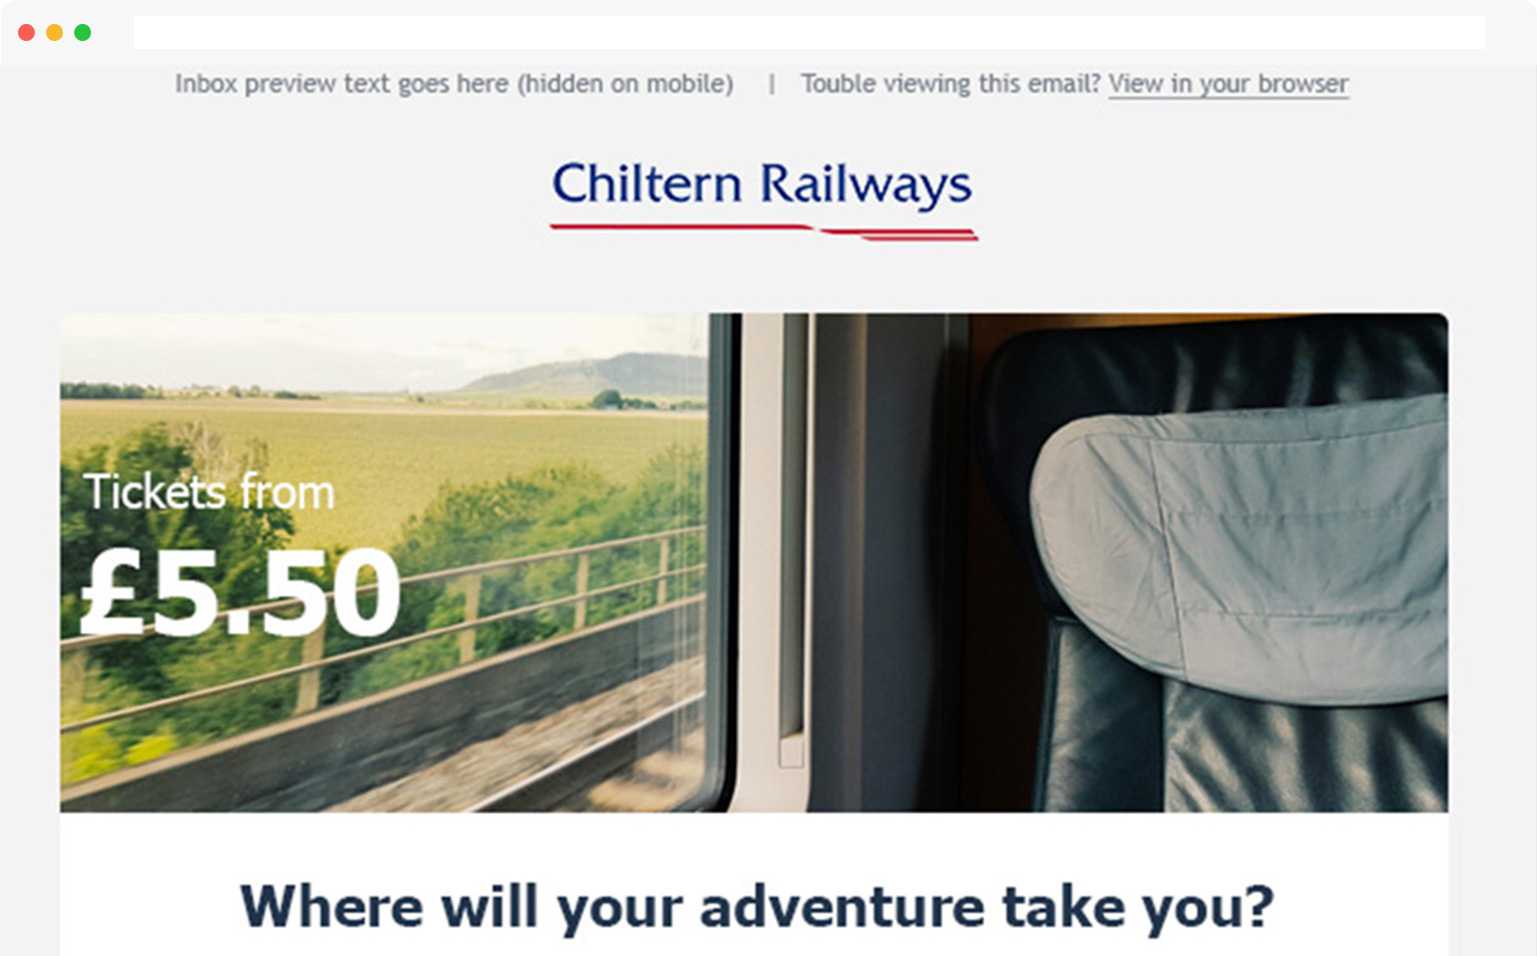 Inbox preview text goes here (hidden on mobile) | Touble viewing this email? View in your browser
Chiltern Railways
Tickets from
£5.50
Where will your adventure take you?